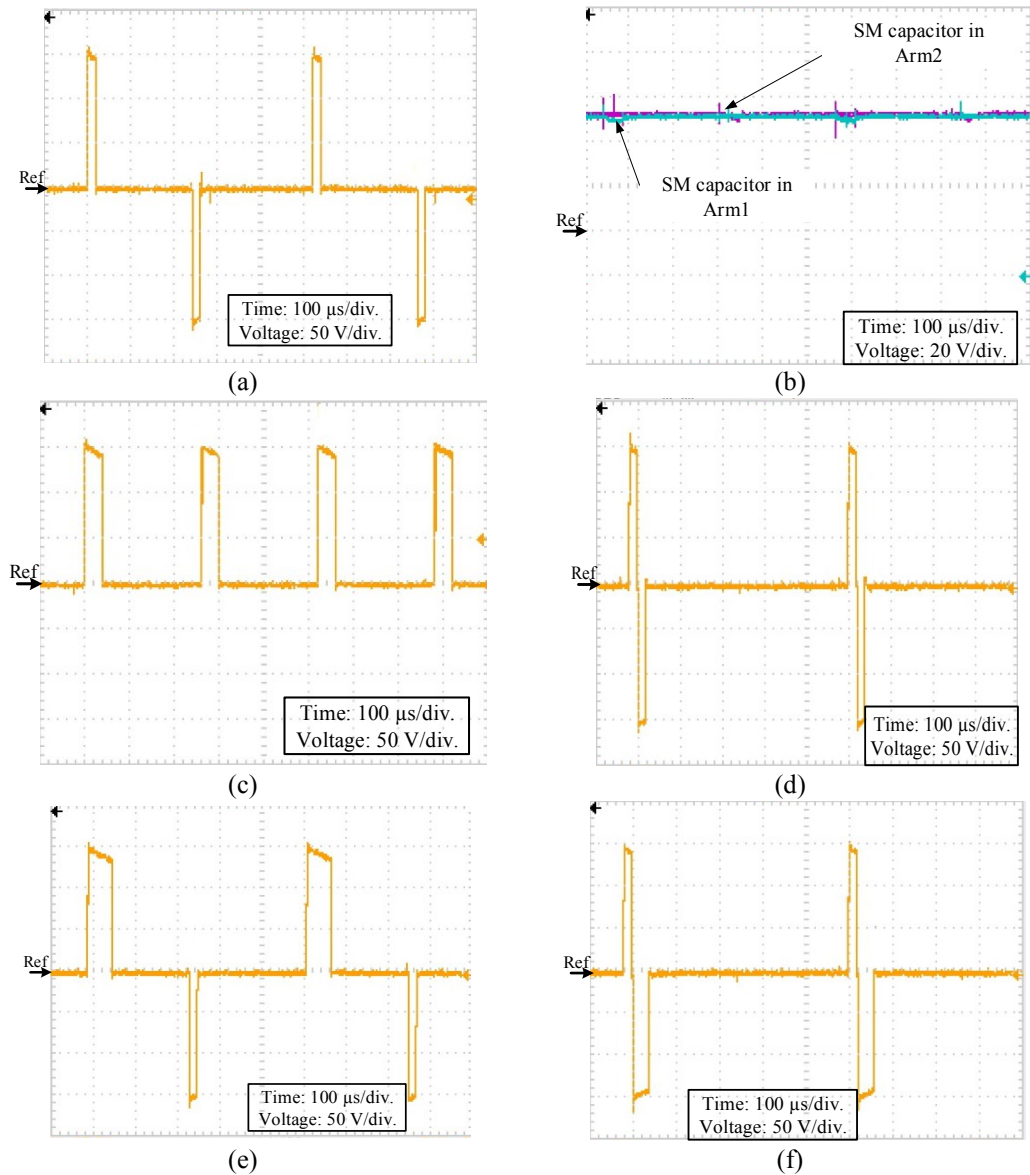 Ref
Time: 100 µs/div.
Voltage: 50 V/div.
(a)
SM capacitor in
Arm2
SM capacitor in
Arm1
Ref
Time: 100 µs/div.
Voltage: 20 V/div.
(b)
Ref
Time: 100 µs/div.
Voltage: 50 V/div.
(c)
Ref
Time: 100 µs/div.
Voltage: 50 V/div.
(d)
Ref
Time: 100 µs/div.
Voltage: 50 V/div.
(e)
Ref
Time: 100 µs/div.
Voltage: 50 V/div.
(f)